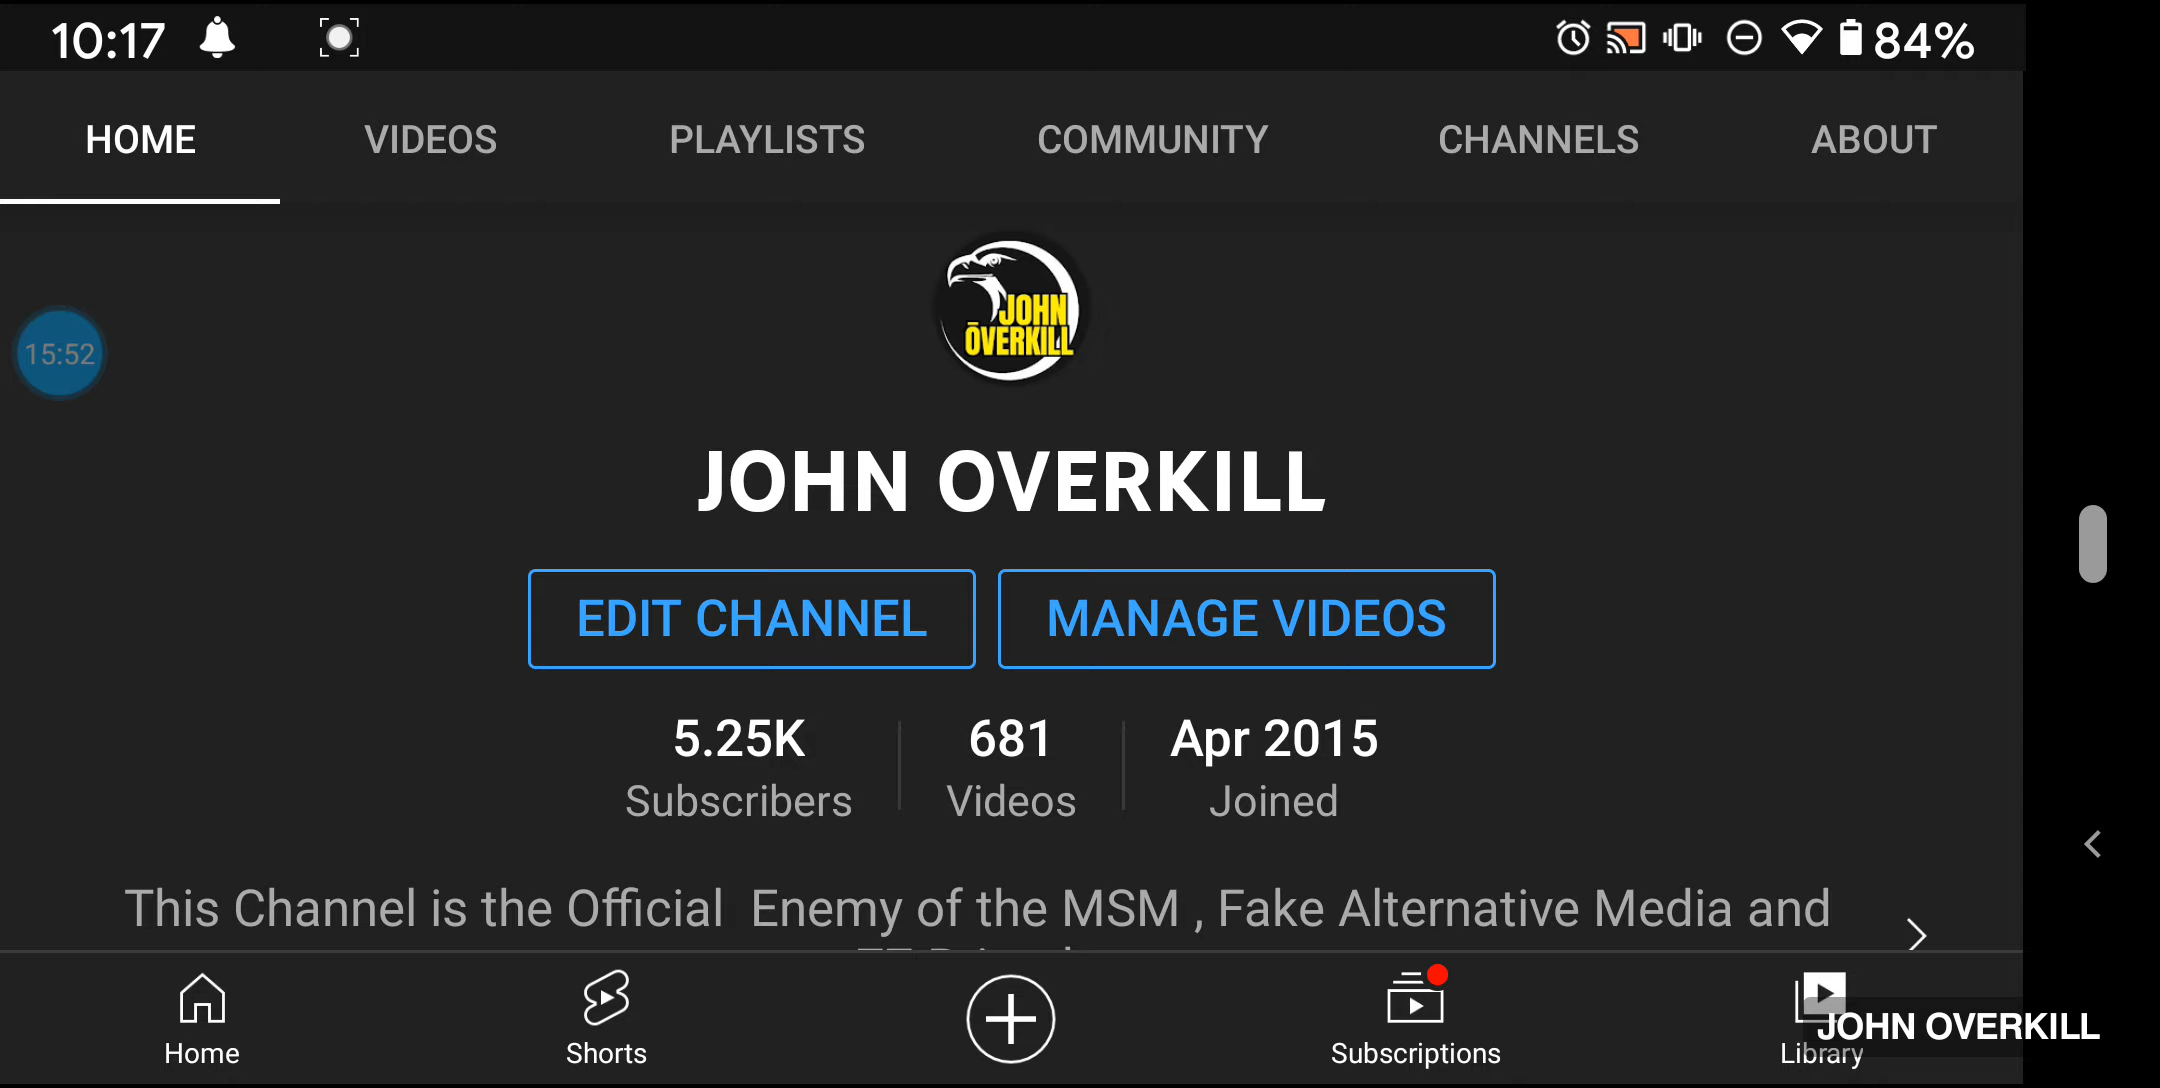 10:17 84%
HOME VIDEOS PLAYLISTS COMMUNITY CHANNELS ABOUT
JOHN
ŌVERKILL
15:52
JOHN OVERKILL
EDIT CHANNEL MANAGE VIDEOS
5.25K 681 Apr 2015
Subscribers Videos Joined
This Channel is the Official Enemy of the MSM , Fake Alternative Media and
JOHN OVERKILL
Home Shorts Subscriptions Library